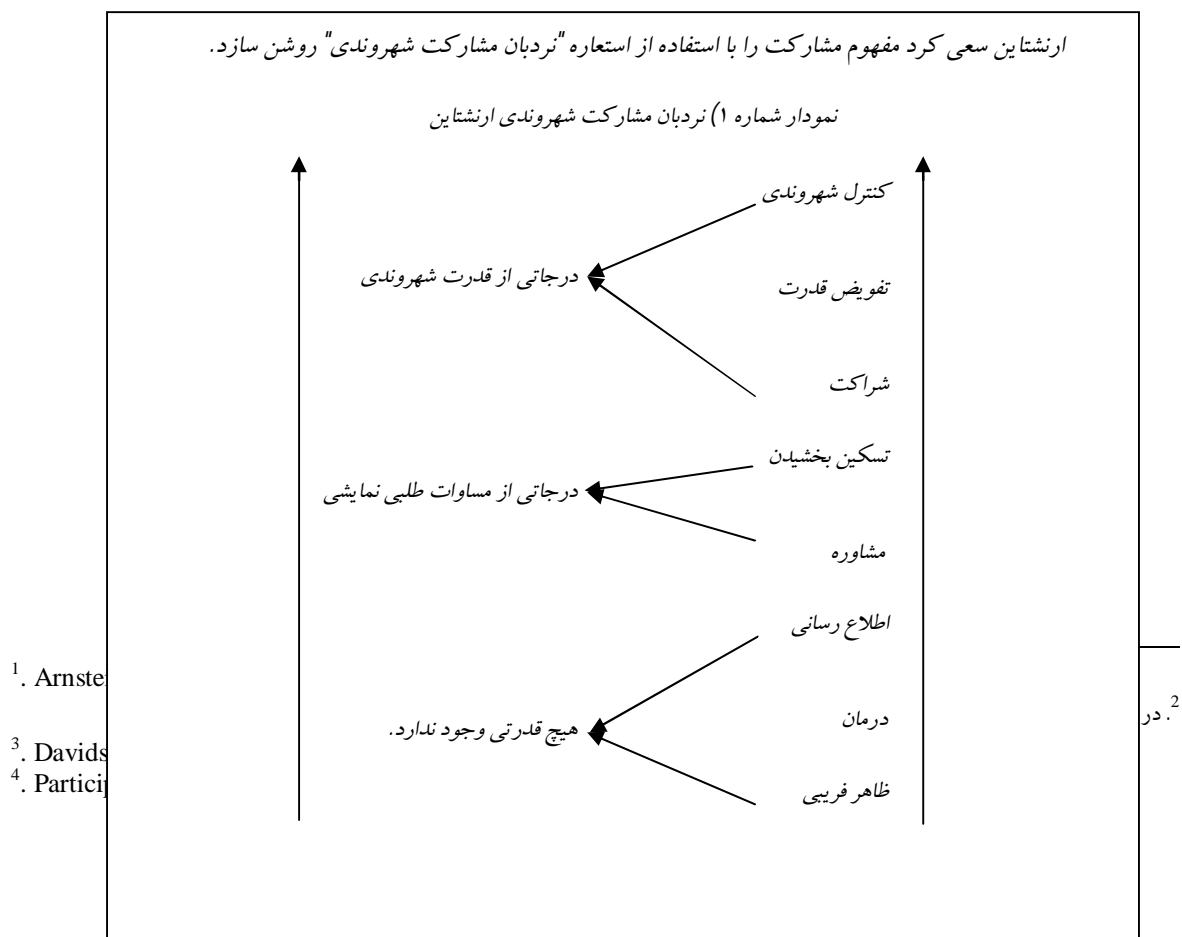 ارنشتاین سعی کرد مفهوم مشارکت را با استفاده از استعاره "نردبان مشارکت شهروندی" روشن سازد.
نمودار شماره ۱) نردبان مشارکت شهروندی ارنشتاین
کنترل شهروندی
درجاتی از قدرت شهروندی
تفویض قدرت
شراکت
تسکین بخشیدن
درجاتی از مساوات طلبی نمایشی
مشاوره
اطلاع رسانی
درمان
هیچ قدرتی وجود ندارد.
ظاهر فریبی
1. Arnste
2. در
3. Davids
4. Partici